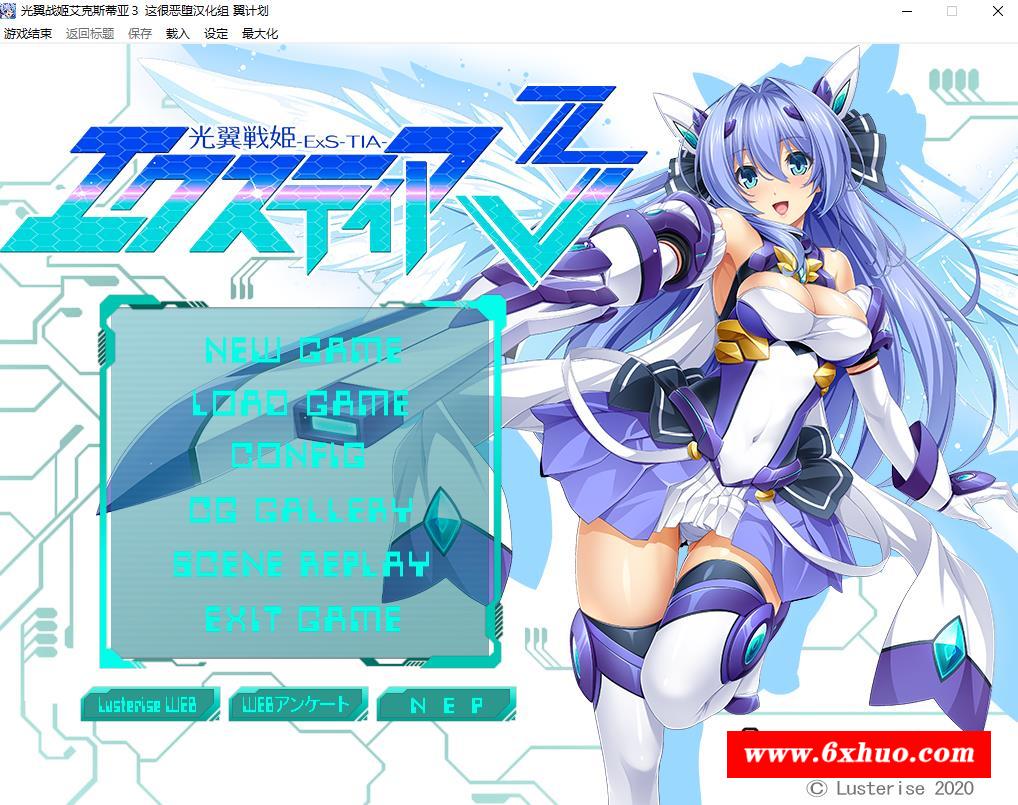 光翼战姬艾克斯蒂亚 3 这很恶堕汉化组 翼计划
游戏结束 返回标题 保存 载入 设定 最大化
光翼戦姫-ExS-TIA-
エクスティア3
NEW GAME
LOAD GAME
CONFIG
CG GALLERY
SCENE REPLAY
EXIT GAME
Lusterise WEB WEBアンケート NEP
www.6xhuo.com
© Lusterise 2020